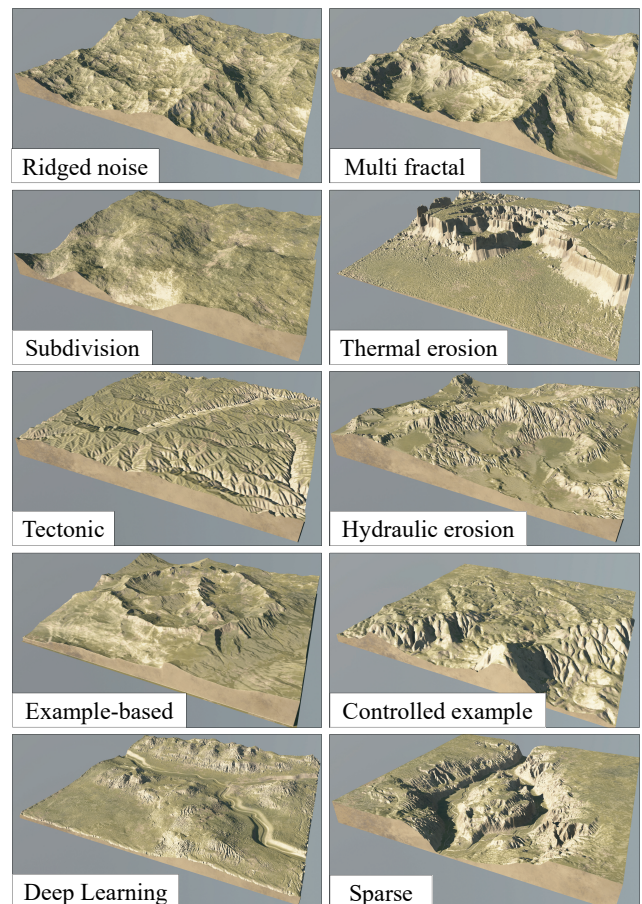 Ridged noise
Multi fractal
Subdivision
Thermal erosion
Tectonic
Hydraulic erosion
Example-based
Controlled example
Deep Learning
Sparse